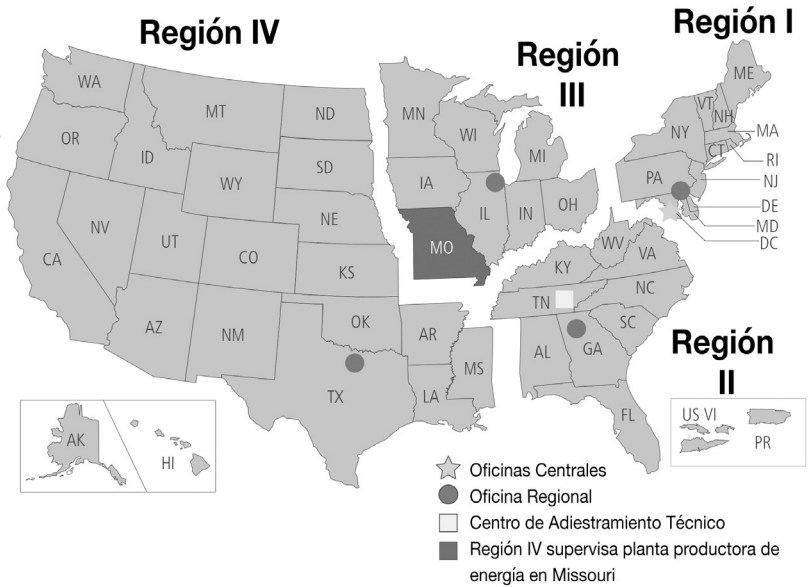 Región IV
Región I
Región
III
WA
OR
ID
MT
ND
SD
WY
NE
NV
UT
CO
KS
CA
AZ
NM
OK
TX
MN
WI
MI
IA
IL
IN
OH
MO
AR
LA
MS
ME
VT
NH
NY
MA
CT
RI
PA
NJ
DE
MD
DC
WV
VA
KY
NC
TN
SC
AL
GA
FL
Región
II
AK
HI
US VI
PR
Oficinas Centrales
Oficina Regional
Centro de Adiestramiento Técnico
Región IV supervisa planta productora de
energía en Missouri